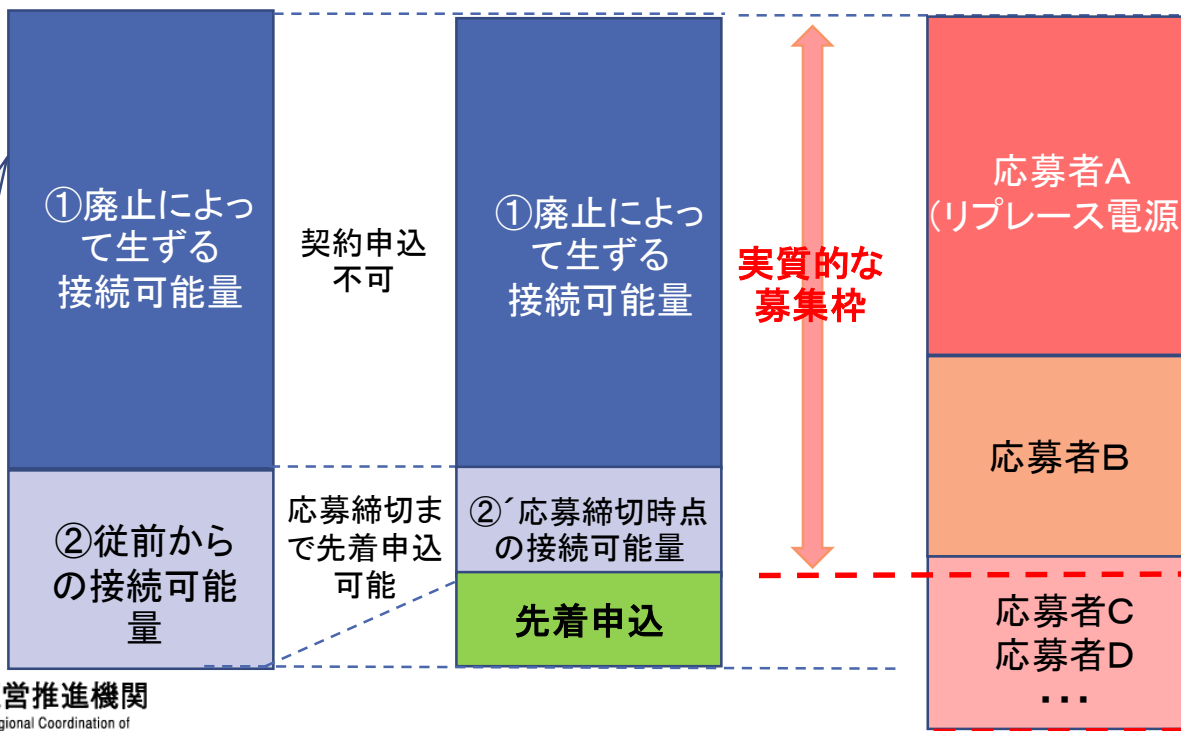 ①廃止によっ
て生ずる
接続可能量
②従前から
の接続可能
量
契約申込
不可
応募締切ま
で先着申込
可能
①廃止によっ
て生ずる
接続可能量
②´応募締切時点
の接続可能量
先着申込
実質的な
募集枠
応募者A
(リプレース電源
応募者B
応募者C
応募者D
・・・
営推進機関
gional Coordination of